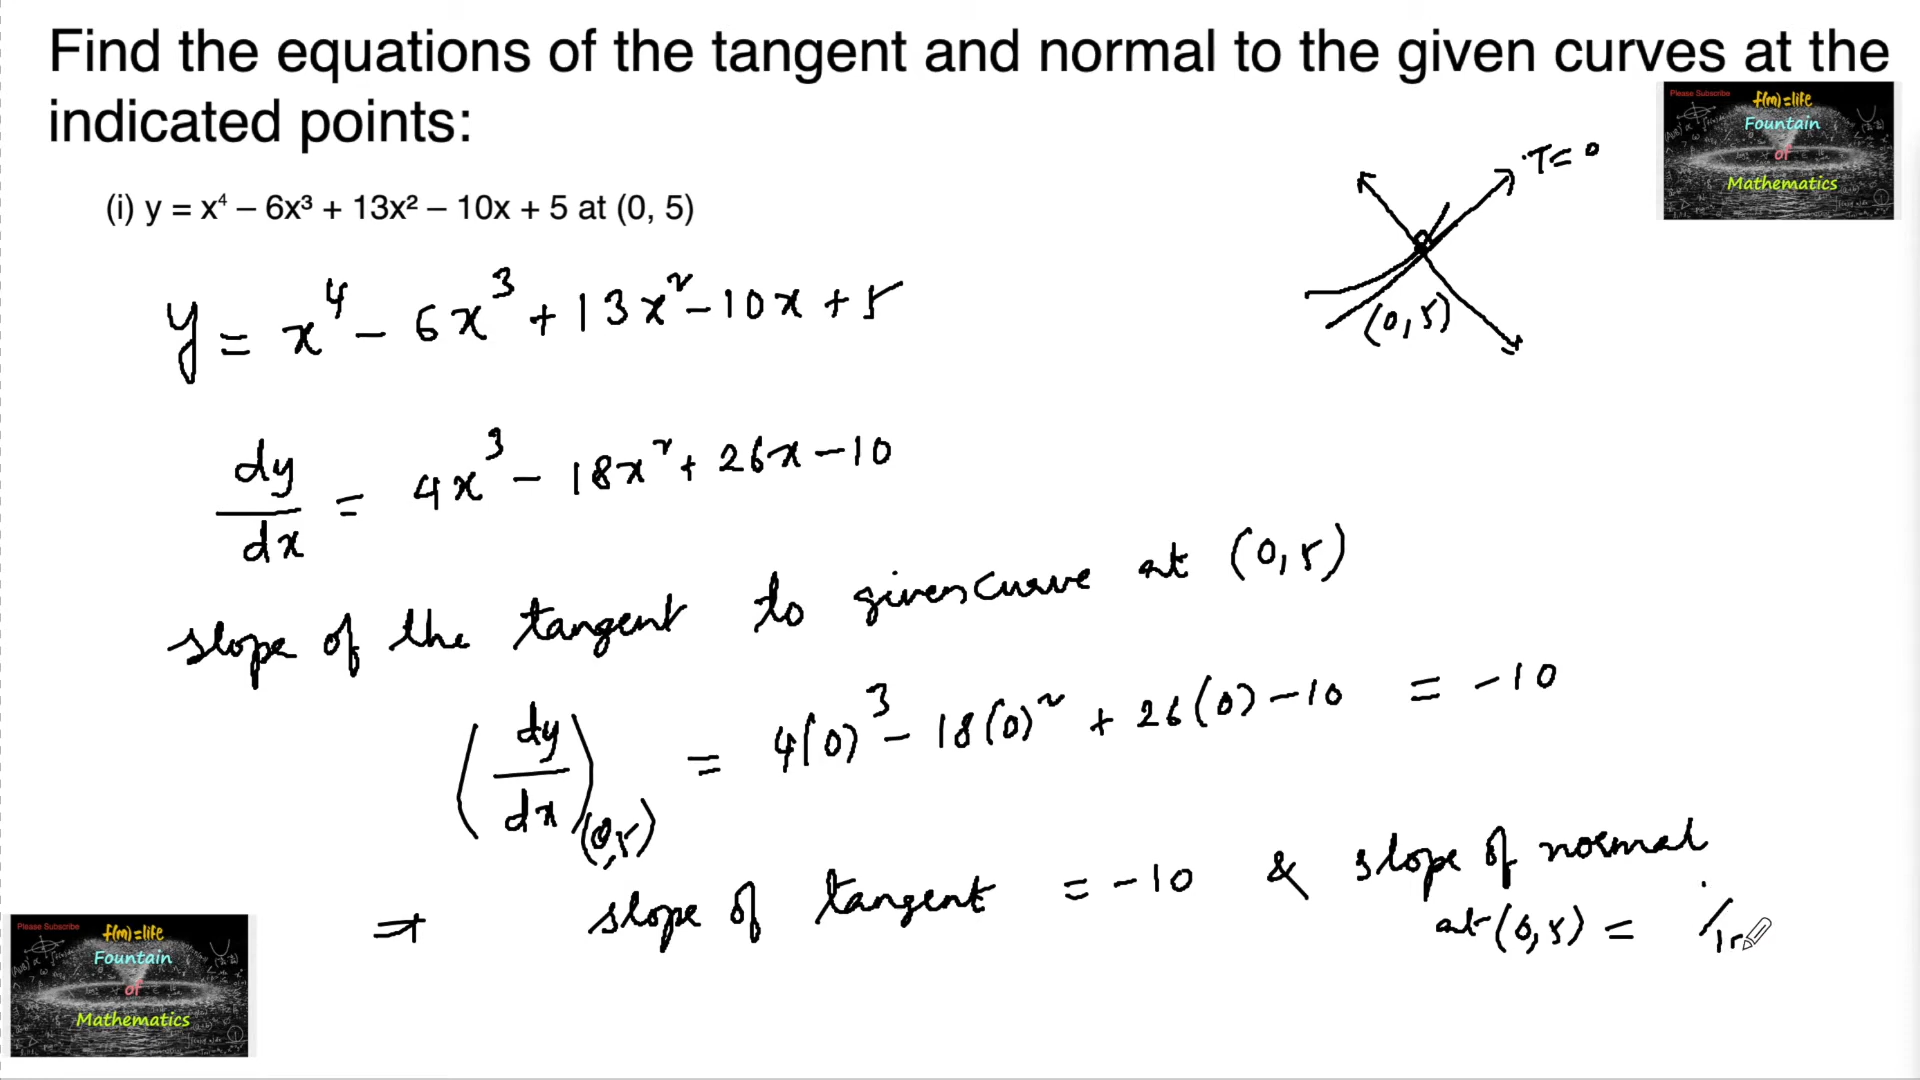 Find the equations of the tangent and normal to the given curves at the
indicated points:
Please Subscribe
f(m)=life
Fountain
of
Mathematics
T=0
(i) y = x⁴ – 6x³ + 13x² – 10x + 5 at (0, 5)
y = x⁴ – 6x³ + 13x² – 10x + 5
(0,5)
dy/dx = 4x³ – 18x² + 26x – 10
slope of the tangent to given curve at (0,5)
(dy/dx)(0,5) = 4(0)³ – 18(0)² + 26(0) – 10 = –10
⇒ slope of tangent = –10 & slope of normal
at (0,5) =
Please Subscribe
f(m)=life
Fountain
of
Mathematics